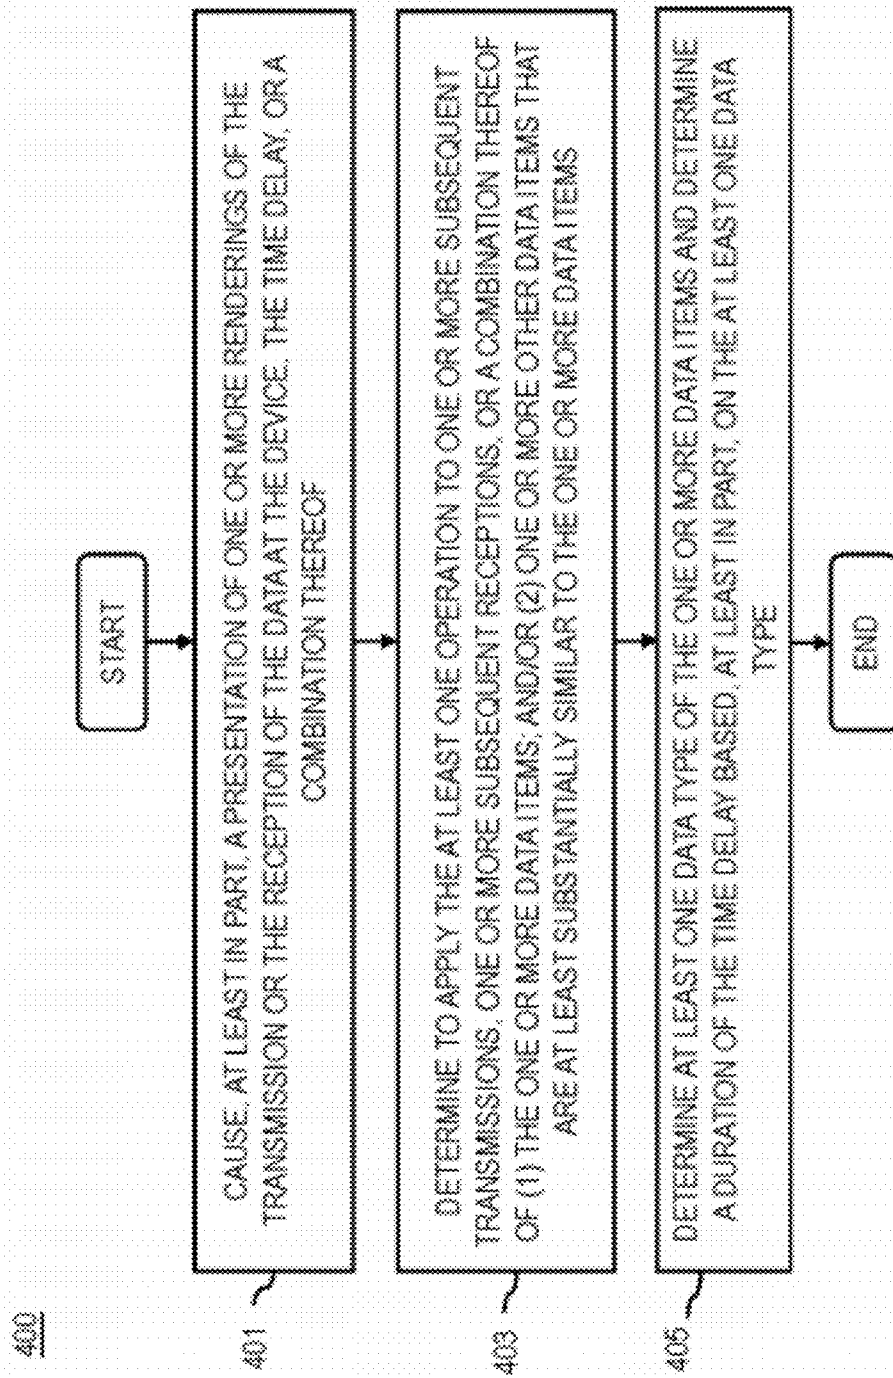 400
START
401
CAUSE, AT LEAST IN PART, A PRESENTATION OF ONE OR MORE RENDERINGS OF THE
TRANSMISSION OR THE RECEPTION OF THE DATA AT THE DEVICE, THE TIME DELAY, OR A
COMBINATION THEREOF
403
DETERMINE TO APPLY THE AT LEAST ONE OPERATION TO ONE OR MORE SUBSEQUENT
TRANSMISSIONS, ONE OR MORE SUBSEQUENT RECEPTIONS, OR A COMBINATION THEREOF
OF (1) THE ONE OR MORE DATA ITEMS; AND/OR (2) ONE OR MORE OTHER DATA ITEMS THAT
ARE AT LEAST SUBSTANTIALLY SIMILAR TO THE ONE OR MORE DATA ITEMS
405
DETERMINE AT LEAST ONE DATA TYPE OF THE ONE OR MORE DATA ITEMS AND DETERMINE
A DURATION OF THE TIME DELAY BASED, AT LEAST IN PART, ON THE AT LEAST ONE DATA
TYPE
END